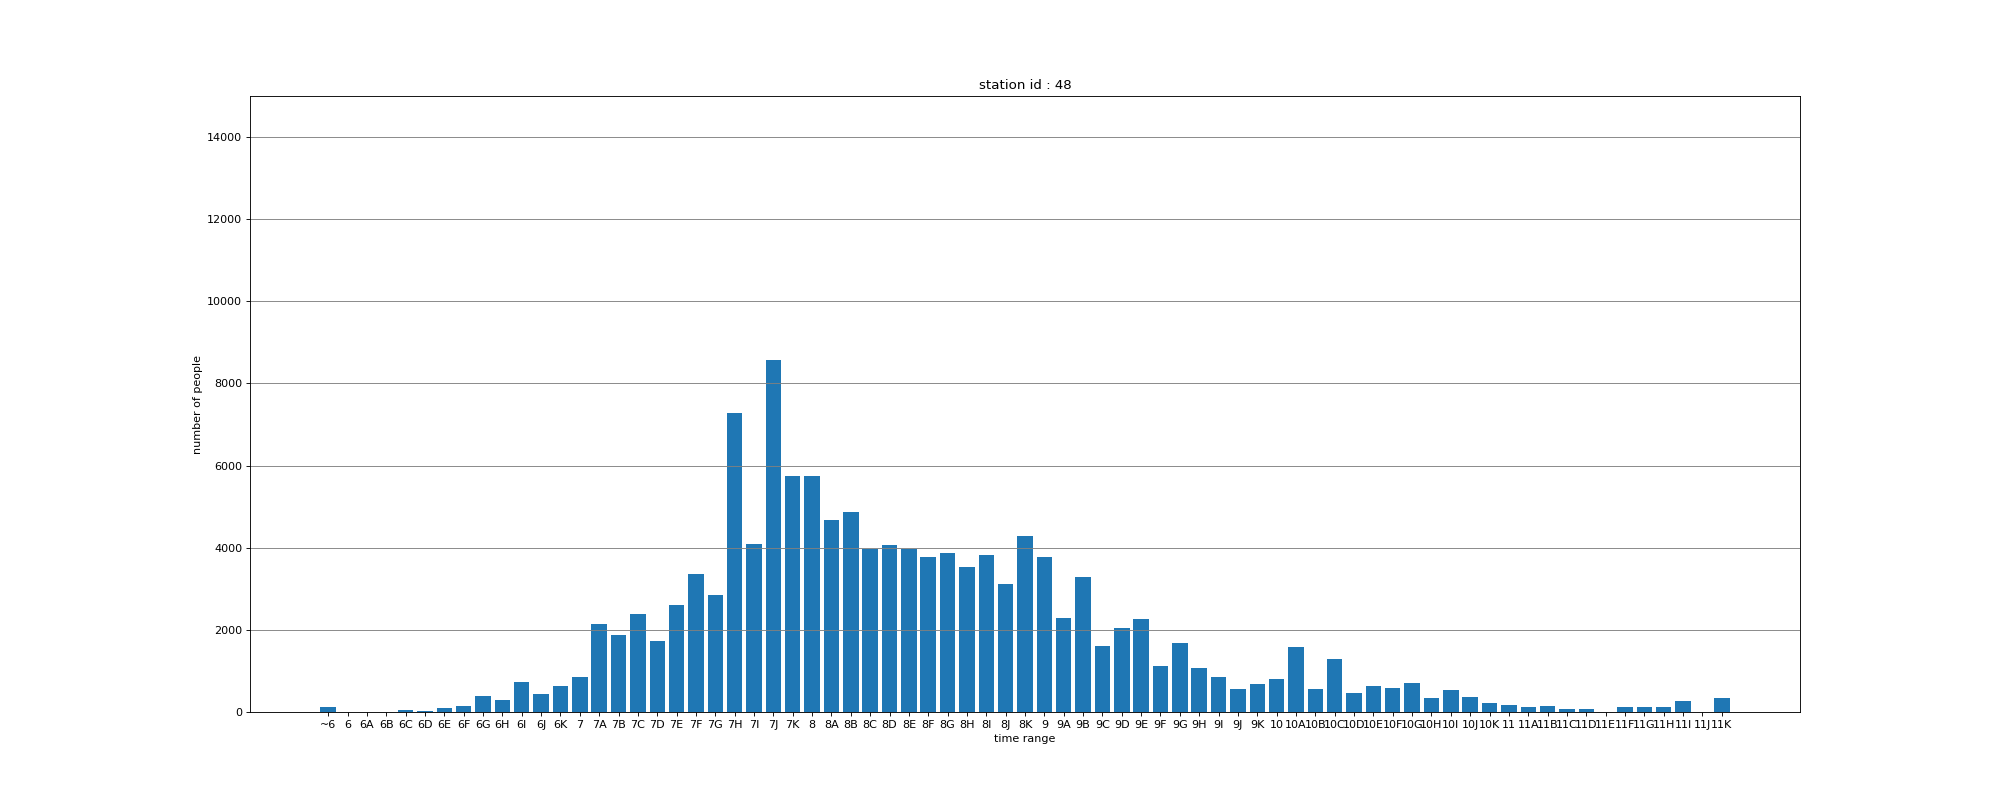 station id : 48
14000
12000
10000
8000
6000
4000
2000
0
number of people
~6 6 6A 6B 6C 6D 6E 6F 6G 6H 6I 6J 6K 7 7A 7B 7C 7D 7E 7F 7G 7H 7I 7J 7K 8 8A 8B 8C 8D 8E 8F 8G 8H 8I 8J 8K 9 9A 9B 9C 9D 9E 9F 9G 9H 9I 9J 9K 10 10A 10B 10C 10D 10E 10F 10G 10H 10I 10J 10K 11 11A 11B 11C 11D 11E 11F 11G 11H 11I 11J 11K
time range